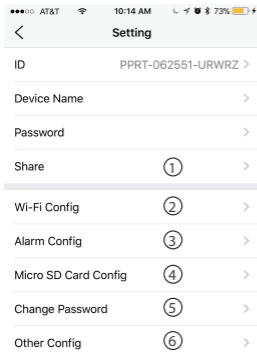 AT&T 10:14 AM 73%
Setting
ID PPRT-062551-URWRZ
Device Name
Password
Share 1
Wi-Fi Config 2
Alarm Config 3
Micro SD Card Config 4
Change Password 5
Other Config 6